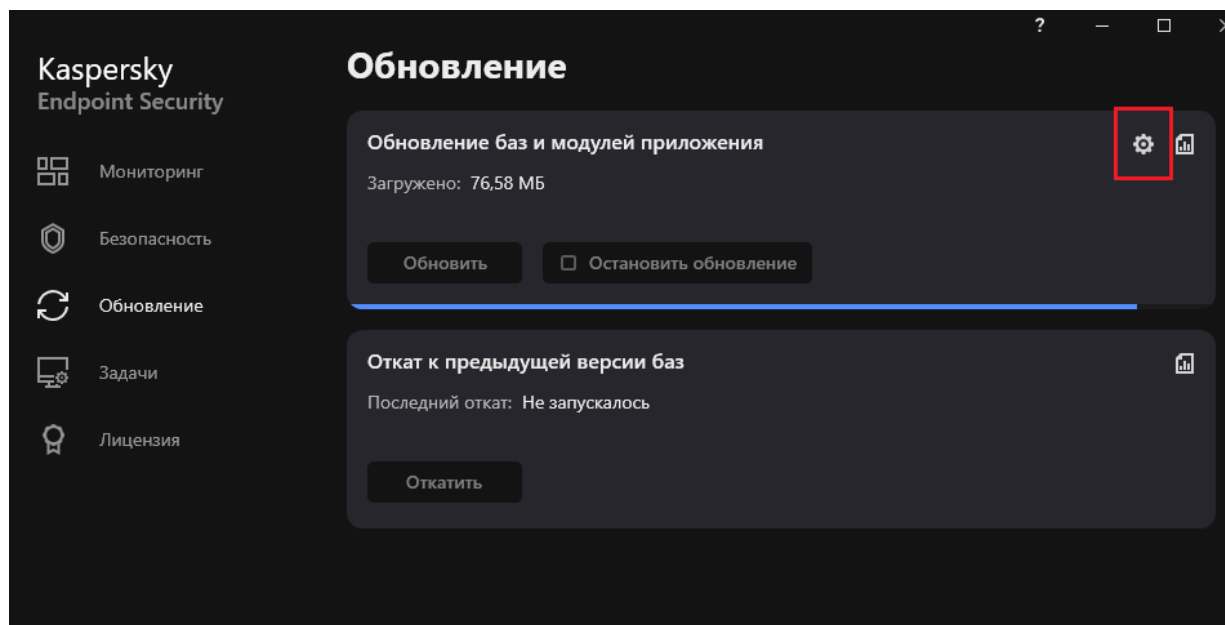 ?
Kaspersky
Endpoint Security
Мониторинг
Безопасность
Обновление
Задачи
Лицензия
Обновление
Обновление баз и модулей приложения
Загружено: 76,58 МБ
Обновить
Остановить обновление
Откат к предыдущей версии баз
Последний откат: Не запускалось
Откатить